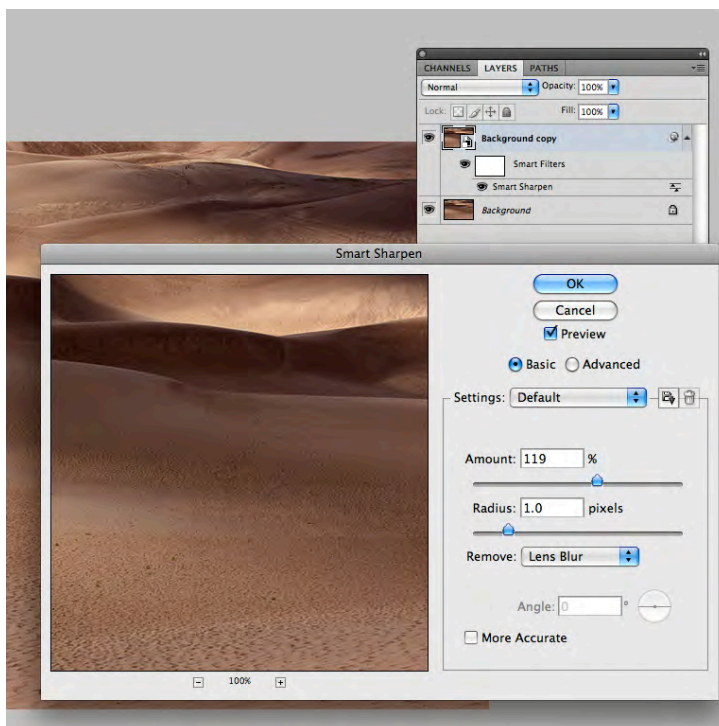 CHANNELS LAYERS PATHS
Normal Opacity: 100%
Lock: Fill: 100%
Background copy
Smart Filters
Smart Sharpen
Background
Smart Sharpen
OK
Cancel
Preview
Basic Advanced
Settings: Default
Amount: 119 %
Radius: 1.0 pixels
Remove: Lens Blur
Angle: 0 °
More Accurate
100%